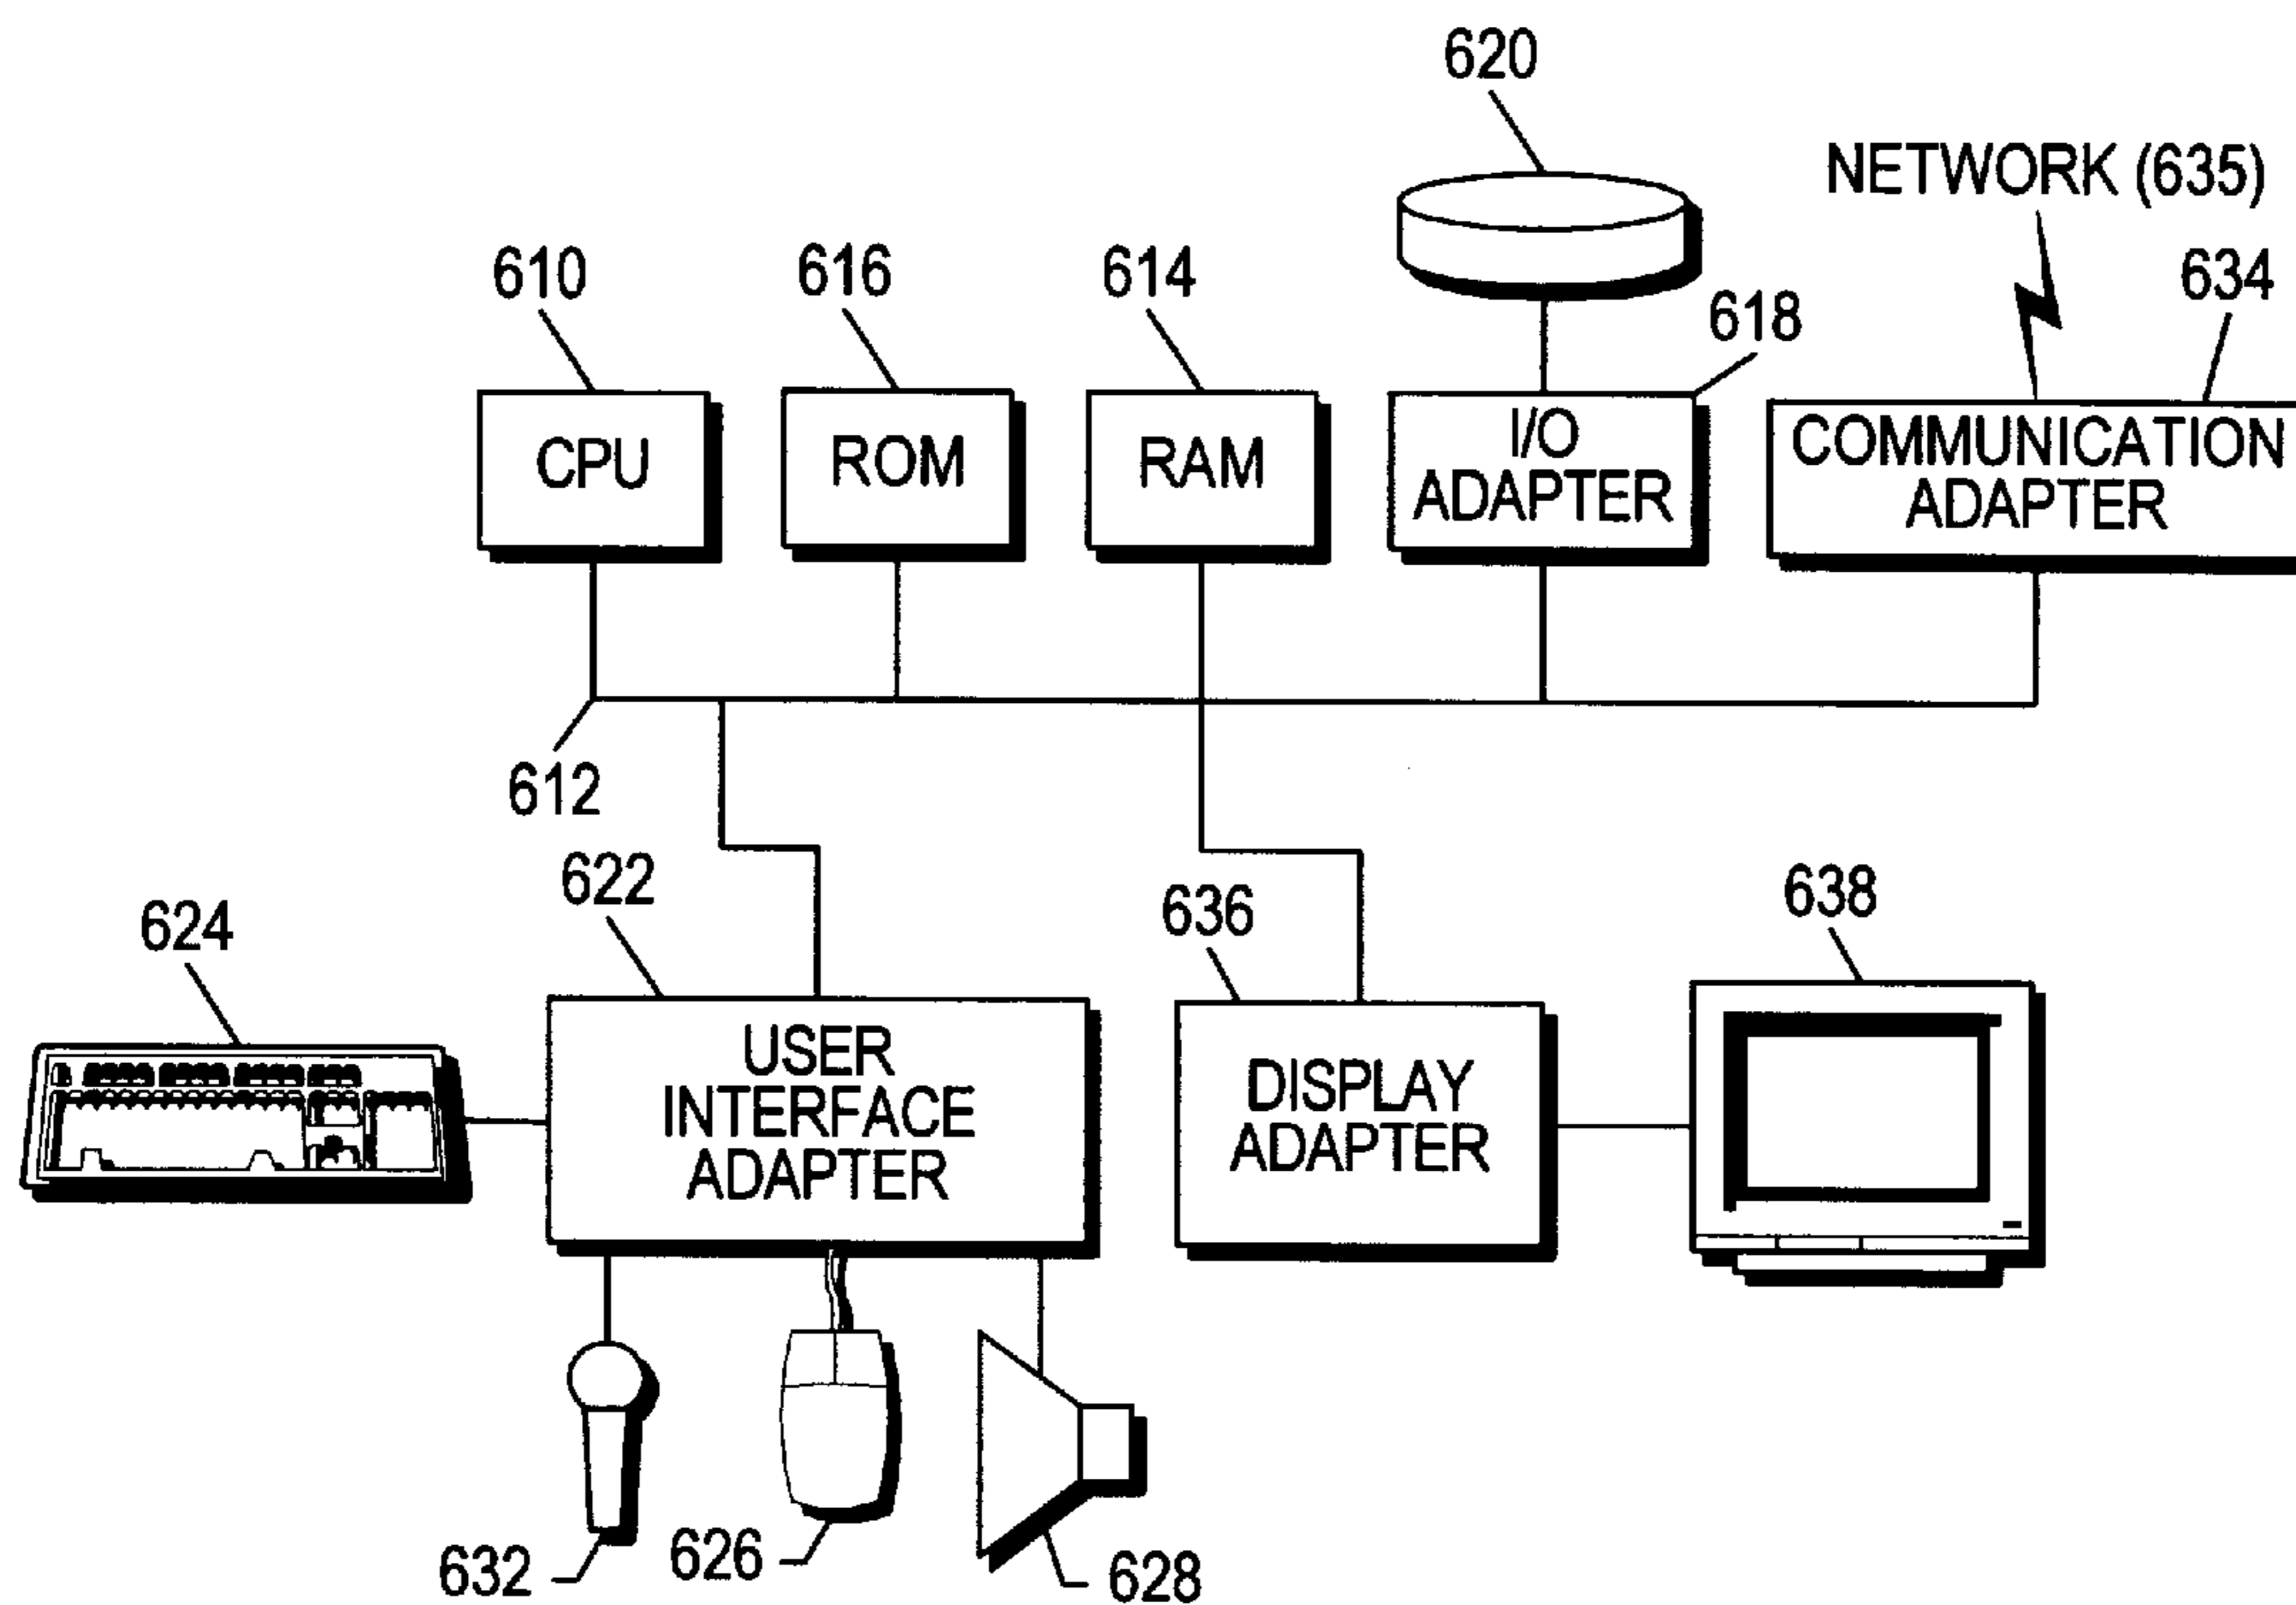 620
NETWORK (635)
610
616
614
618
634
CPU
ROM
RAM
I/O
ADAPTER
COMMUNICATION
ADAPTER
612
622
624
636
638
USER
INTERFACE
ADAPTER
DISPLAY
ADAPTER
632
626
628